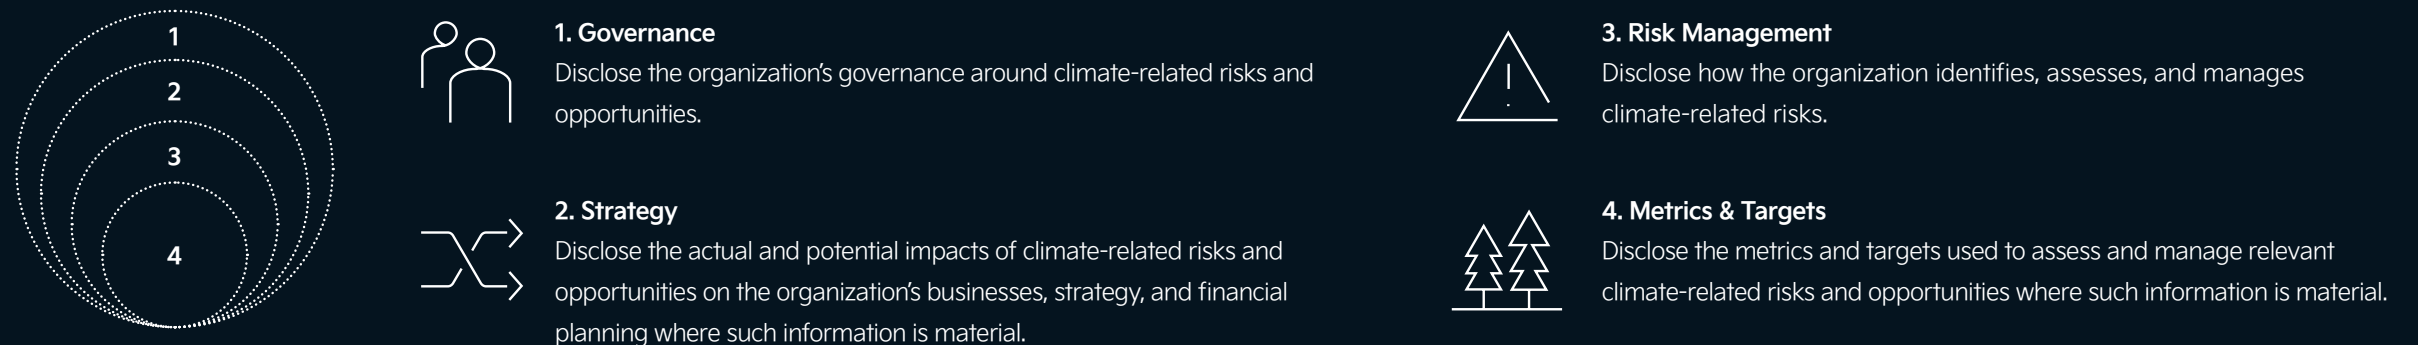 1
2
3
4
1. Governance
Disclose the organization’s governance around climate-related risks and
opportunities.
2. Strategy
Disclose the actual and potential impacts of climate-related risks and
opportunities on the organization’s businesses, strategy, and financial
planning where such information is material.
3. Risk Management
Disclose how the organization identifies, assesses, and manages
climate-related risks.
4. Metrics & Targets
Disclose the metrics and targets used to assess and manage relevant
climate-related risks and opportunities where such information is material.